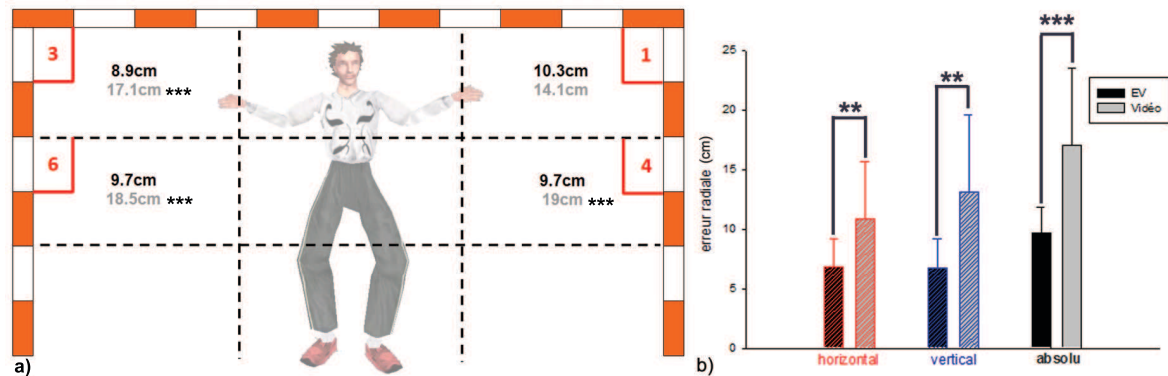 3
8.9cm
17.1cm ***
10.3cm
14.1cm
1
6
9.7cm
18.5cm ***
9.7cm
19cm ***
4
a)
erreur radiale (cm)
25
20
15
10
5
0
**
**
***
EV
Vidéo
horizontal
vertical
absolu
b)